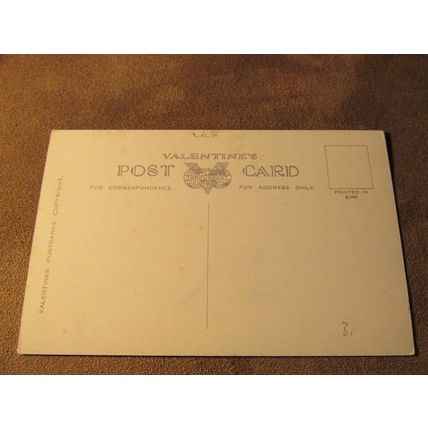 VALENTINE'S
POST CARD
FOR CORRESPONDENCE
FOR ADDRESS ONLY
PRINTED IN
EIRE
VALENTINES POSTCARDS COPYRIGHT.